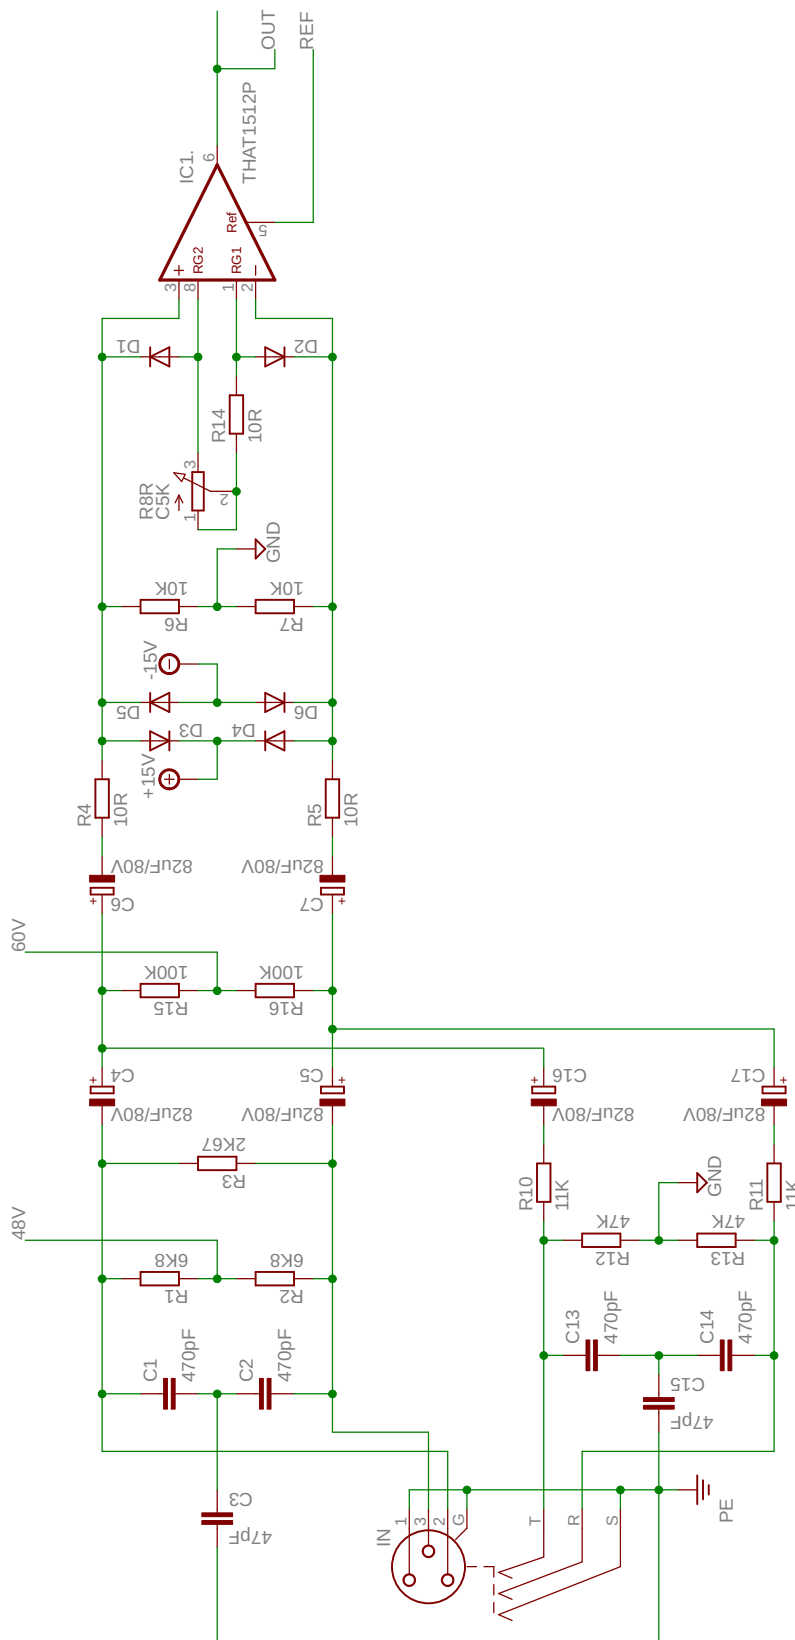 OUT
REF
IC1.
6
THAT1512P
Ref
5
RG2
RG1
+
−
3
8
1
2
D1
D2
R14
10R
R8R
C5K
3
2
1
GND
10K
10K
R6
R7
-15V
D5
D6
D3
D4
+15V
R4
10R
R5
10R
82uF/80V
82uF/80V
+
C6
C7
+
60V
100K
100K
R15
R16
+
C4
C5
+
+
C16
C17
+
82uF/80V
82uF/80V
82uF/80V
82uF/80V
2K67
R3
R10
11K
GND
R11
11K
48V
47K
47K
R12
R13
6K8
6K8
R1
R2
C13
470pF
C14
470pF
C1
470pF
C2
470pF
C15
47pF
C3
47pF
PE
IN
1
3
2
G
T
R
S